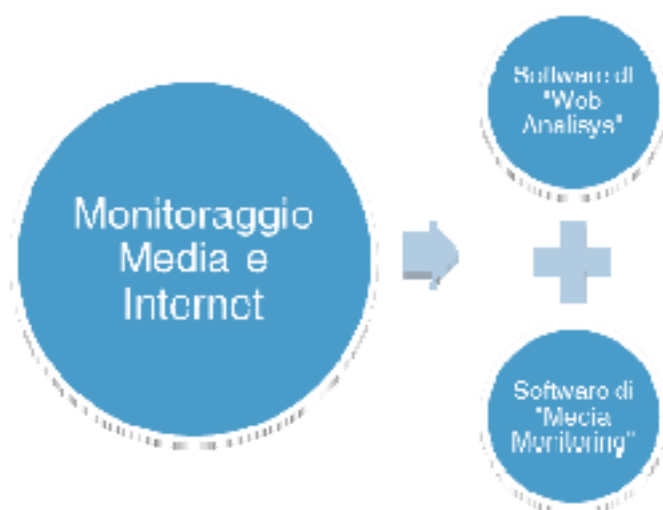 Monitoraggio
Media e
Internet
Software di
"Web
Analisys"
Software di
"Media
Monitoring"